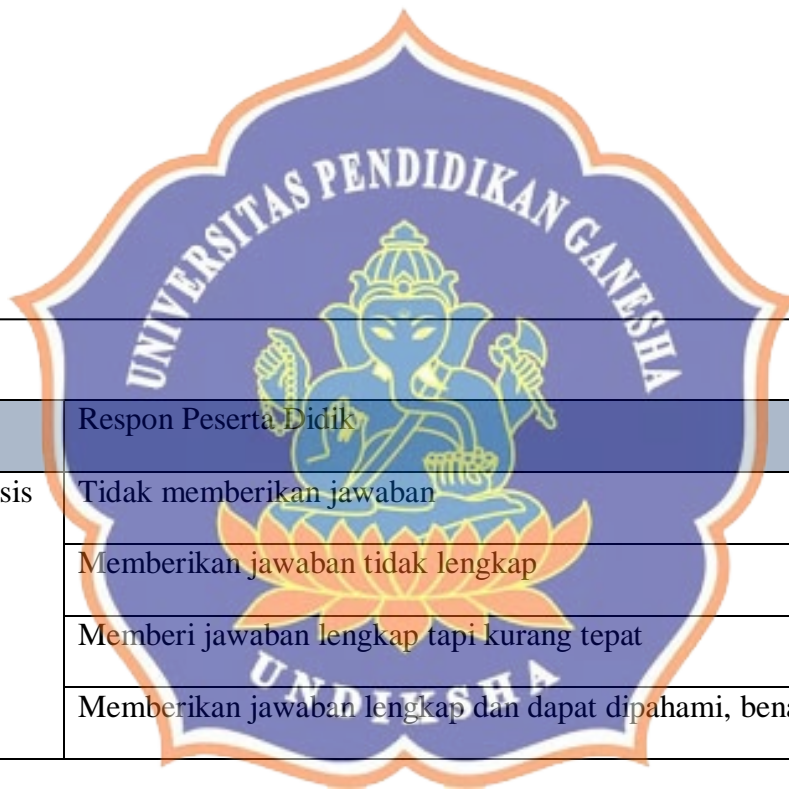 UNIVERSITAS PENDIDIKAN GANESHA
Respon Peserta Didik
sis
Tidak memberikan jawaban
Memberikan jawaban tidak lengkap
Memberi jawaban lengkap tapi kurang tepat
UNDIKSHA
Memberikan jawaban lengkap dan dapat dipahami, bena